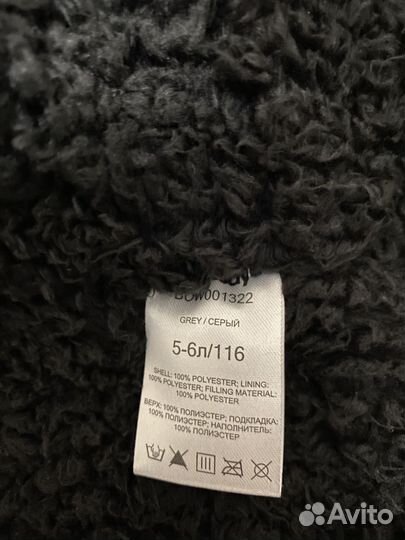 BOW001322
GREY / СЕРЫЙ
5-6л/116
SHELL: 100% POLYESTER; LINING:
100% POLYESTER; FILLING MATERIAL:
100% POLYESTER
ВЕРХ: 100% ПОЛИЭСТЕР; ПОДКЛАДКА:
100% ПОЛИЭСТЕР; НАПОЛНИТЕЛЬ:
100% ПОЛИЭСТЕР
Avito